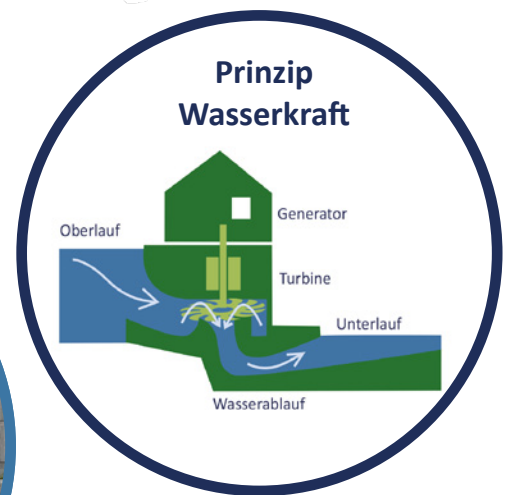 Prinzip
Wasserkraft
Oberlauf
Generator
Turbine
Unterlauf
Wasserablauf